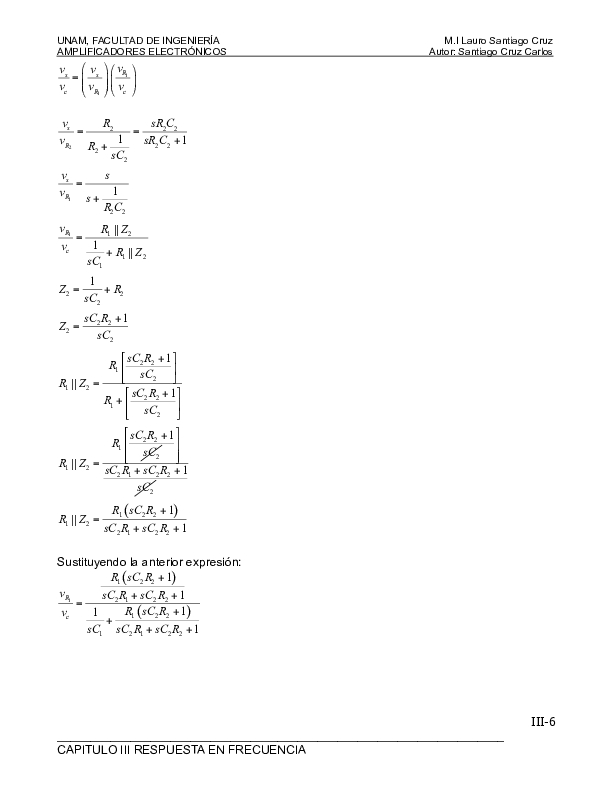 UNAM, FACULTAD DE INGENIERÍA M.I Lauro Santiago Cruz
AMPLIFICADORES ELECTRÓNICOS Autor: Santiago Cruz Carlos
\frac{v_s}{v_e} = \left(\frac{v_s}{v_{R_1}}\right)\left(\frac{v_{R_1}}{v_e}\right)
\frac{v_s}{v_{R_2}} = \frac{R_2}{R_2 + \frac{1}{sC_2}} = \frac{sR_2C_2}{sR_2C_2 + 1}
\frac{v_s}{v_{R_1}} = \frac{s}{s + \frac{1}{R_2C_2}}
\frac{v_{R_1}}{v_e} = \frac{R_1 || Z_2}{\frac{1}{sC_1} + R_1 || Z_2}
Z_2 = \frac{1}{sC_2} + R_2
Z_2 = \frac{sC_2R_2 + 1}{sC_2}
R_1 || Z_2 = \frac{R_1\left[\frac{sC_2R_2 + 1}{sC_2}\right]}{R_1 + \left[\frac{sC_2R_2 + 1}{sC_2}\right]}
R_1 || Z_2 = \frac{R_1\left[\frac{sC_2R_2 + 1}{sC_2}\right]}{\frac{sC_2R_1 + sC_2R_2 + 1}{sC_2}}
R_1 || Z_2 = \frac{R_1(sC_2R_2 + 1)}{sC_2R_1 + sC_2R_2 + 1}
Sustituyendo la anterior expresión:
\frac{v_{R_1}}{v_e} = \frac{\frac{R_1(sC_2R_2 + 1)}{sC_2R_1 + sC_2R_2 + 1}}{\frac{1}{sC_1} + \frac{R_1(sC_2R_2 + 1)}{sC_2R_1 + sC_2R_2 + 1}}
III-6
CAPITULO III RESPUESTA EN FRECUENCIA